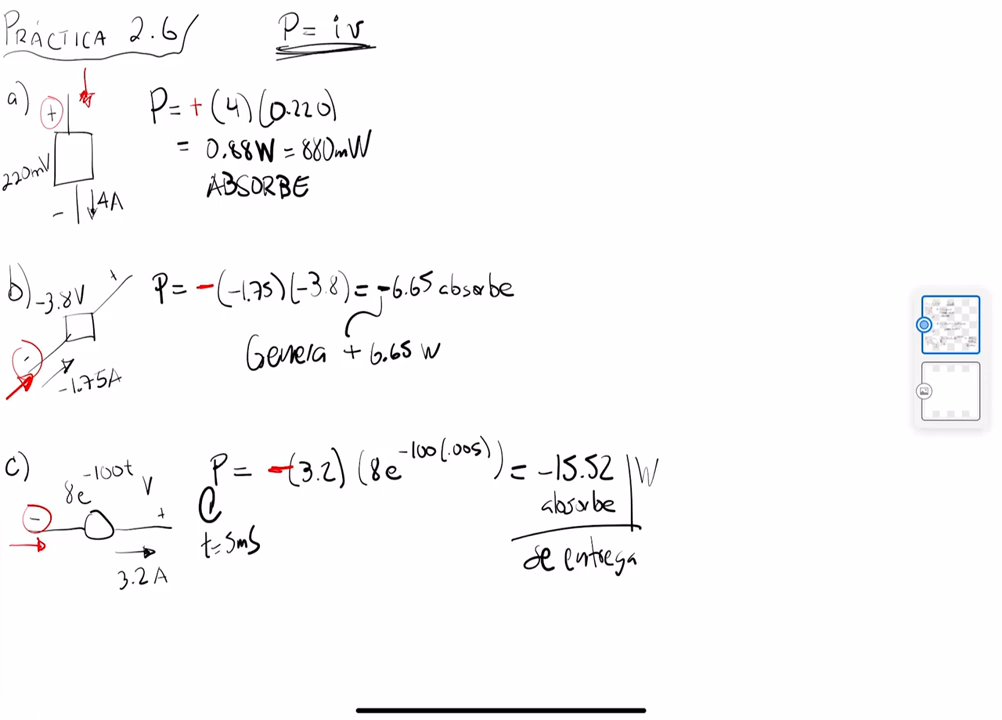 PRÁCTICA 2.6/
P = iv
a)
+
220mV
-
4A
P = + (4)(0.220)
= 0.88W = 880mW
ABSORBE
b)
-3.8V
+
-
-1.75A
P = -(-1.75)(-3.8) = -6.65 absorbe
Genera + 6.65 W
c)
8e^-100t V
-
+
3.2 A
P = -(3.2)(8e^-100(.005)) = -15.52 W
absorbe
t=5mS
se entrega